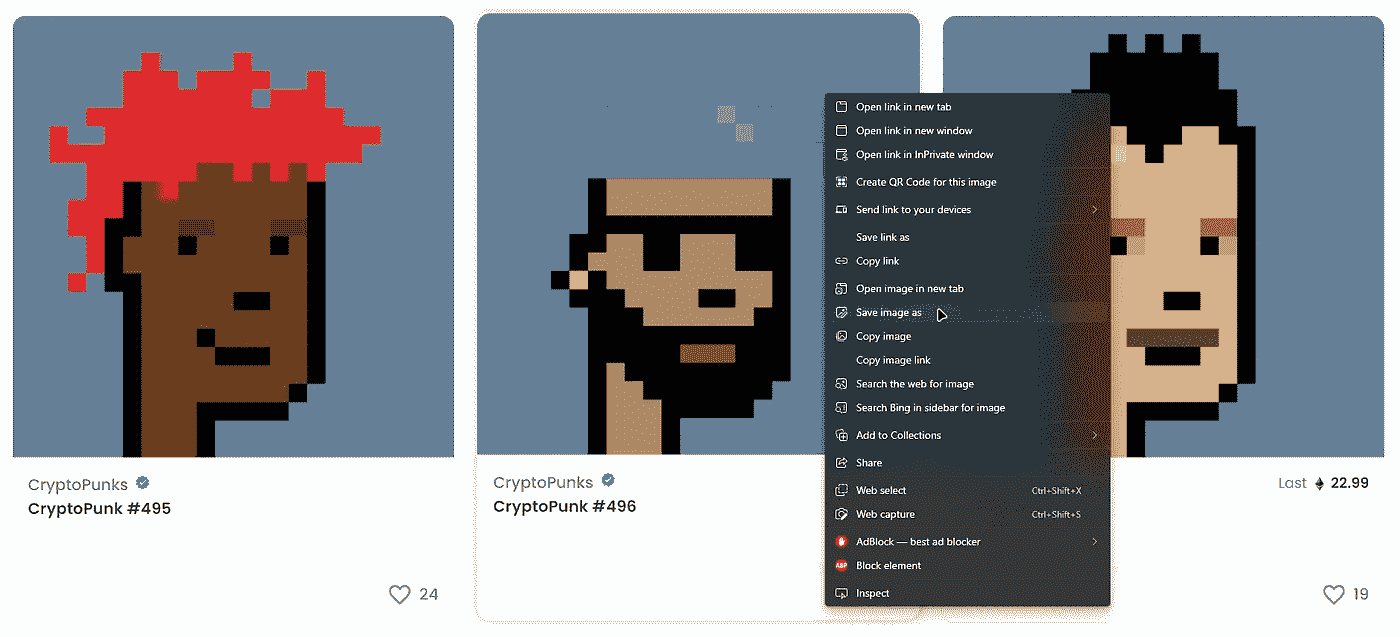 CryptoPunks
CryptoPunk #495
24
CryptoPunks
CryptoPunk #496
Open link in new tab
Open link in new window
Open link in InPrivate window
Create QR Code for this image
Send link to your devices
Save link as
Copy link
Open image in new tab
Save image as
Copy image
Copy image link
Search the web for image
Search Bing in sidebar for image
Add to Collections
Share
Web select Ctrl+Shift+X
Web capture Ctrl+Shift+S
AdBlock — best ad blocker
ABP Block element
Inspect
Last 22.99
19